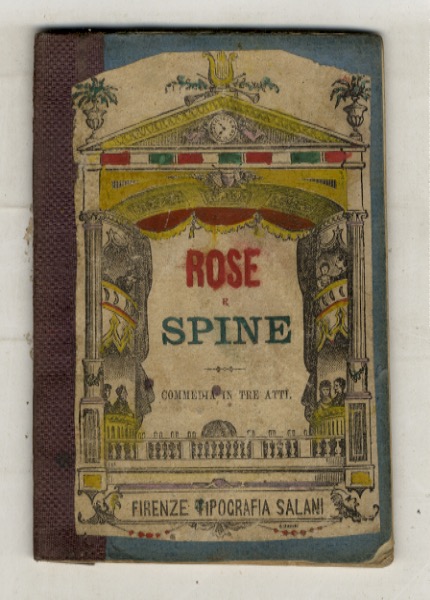 ROSE
E
SPINE
COMMEDIA IN TRE ATTI.
FIRENZE TIPOGRAFIA SALANI